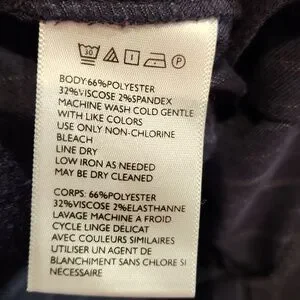 30 P
BODY:66%POLYESTER
32%VISCOSE 2%SPANDEX
MACHINE WASH COLD GENTLE
WITH LIKE COLORS
USE ONLY NON-CHLORINE
BLEACH
LINE DRY
LOW IRON AS NEEDED
MAY BE DRY CLEANED
CORPS: 66%POLYESTER
32%VISCOSE 2%ELASTHANNE
LAVAGE MACHINE A FROID
CYCLE LINGE DELICAT
AVEC COULEURS SIMILAIRES
UTILISER UN AGENT DE
BLANCHIMENT SANS CHLORE SI
NECESSAIRE